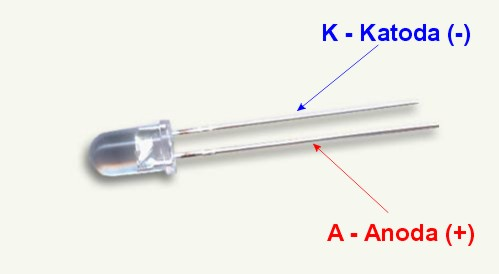 K - Katoda (-)
A - Anoda (+)